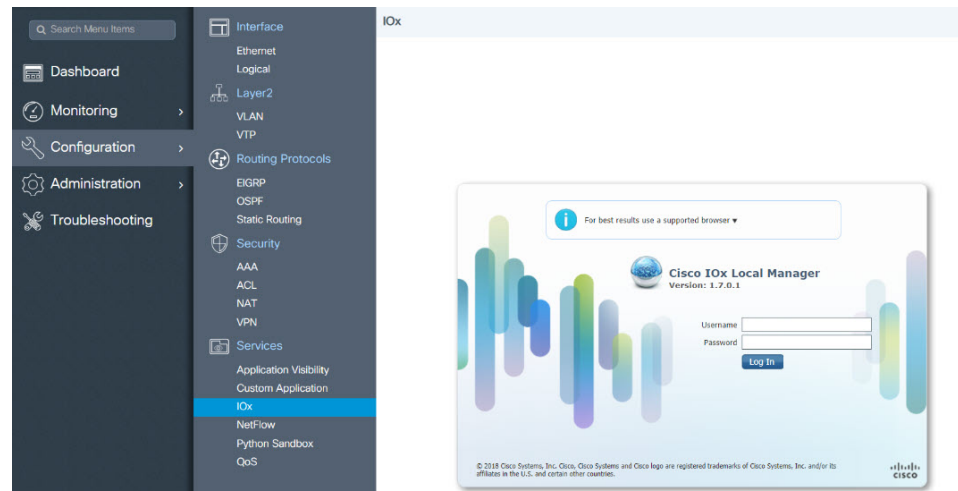 Search Menu Items
Dashboard
Monitoring
Configuration
Administration
Troubleshooting
Interface
Ethernet
Logical
Layer2
VLAN
VTP
Routing Protocols
EIGRP
OSPF
Static Routing
Security
AAA
ACL
NAT
VPN
Services
Application Visibility
Custom Application
IOx
NetFlow
Python Sandbox
QoS
IOx
For best results use a supported browser
Cisco IOx Local Manager
Version: 1.7.0.1
Username
Password
Log In
© 2018 Cisco Systems, Inc. Cisco, Cisco Systems and Cisco logo are registered trademarks of Cisco Systems, Inc. and/or its
affiliates in the U.S. and certain other countries.
CISCO